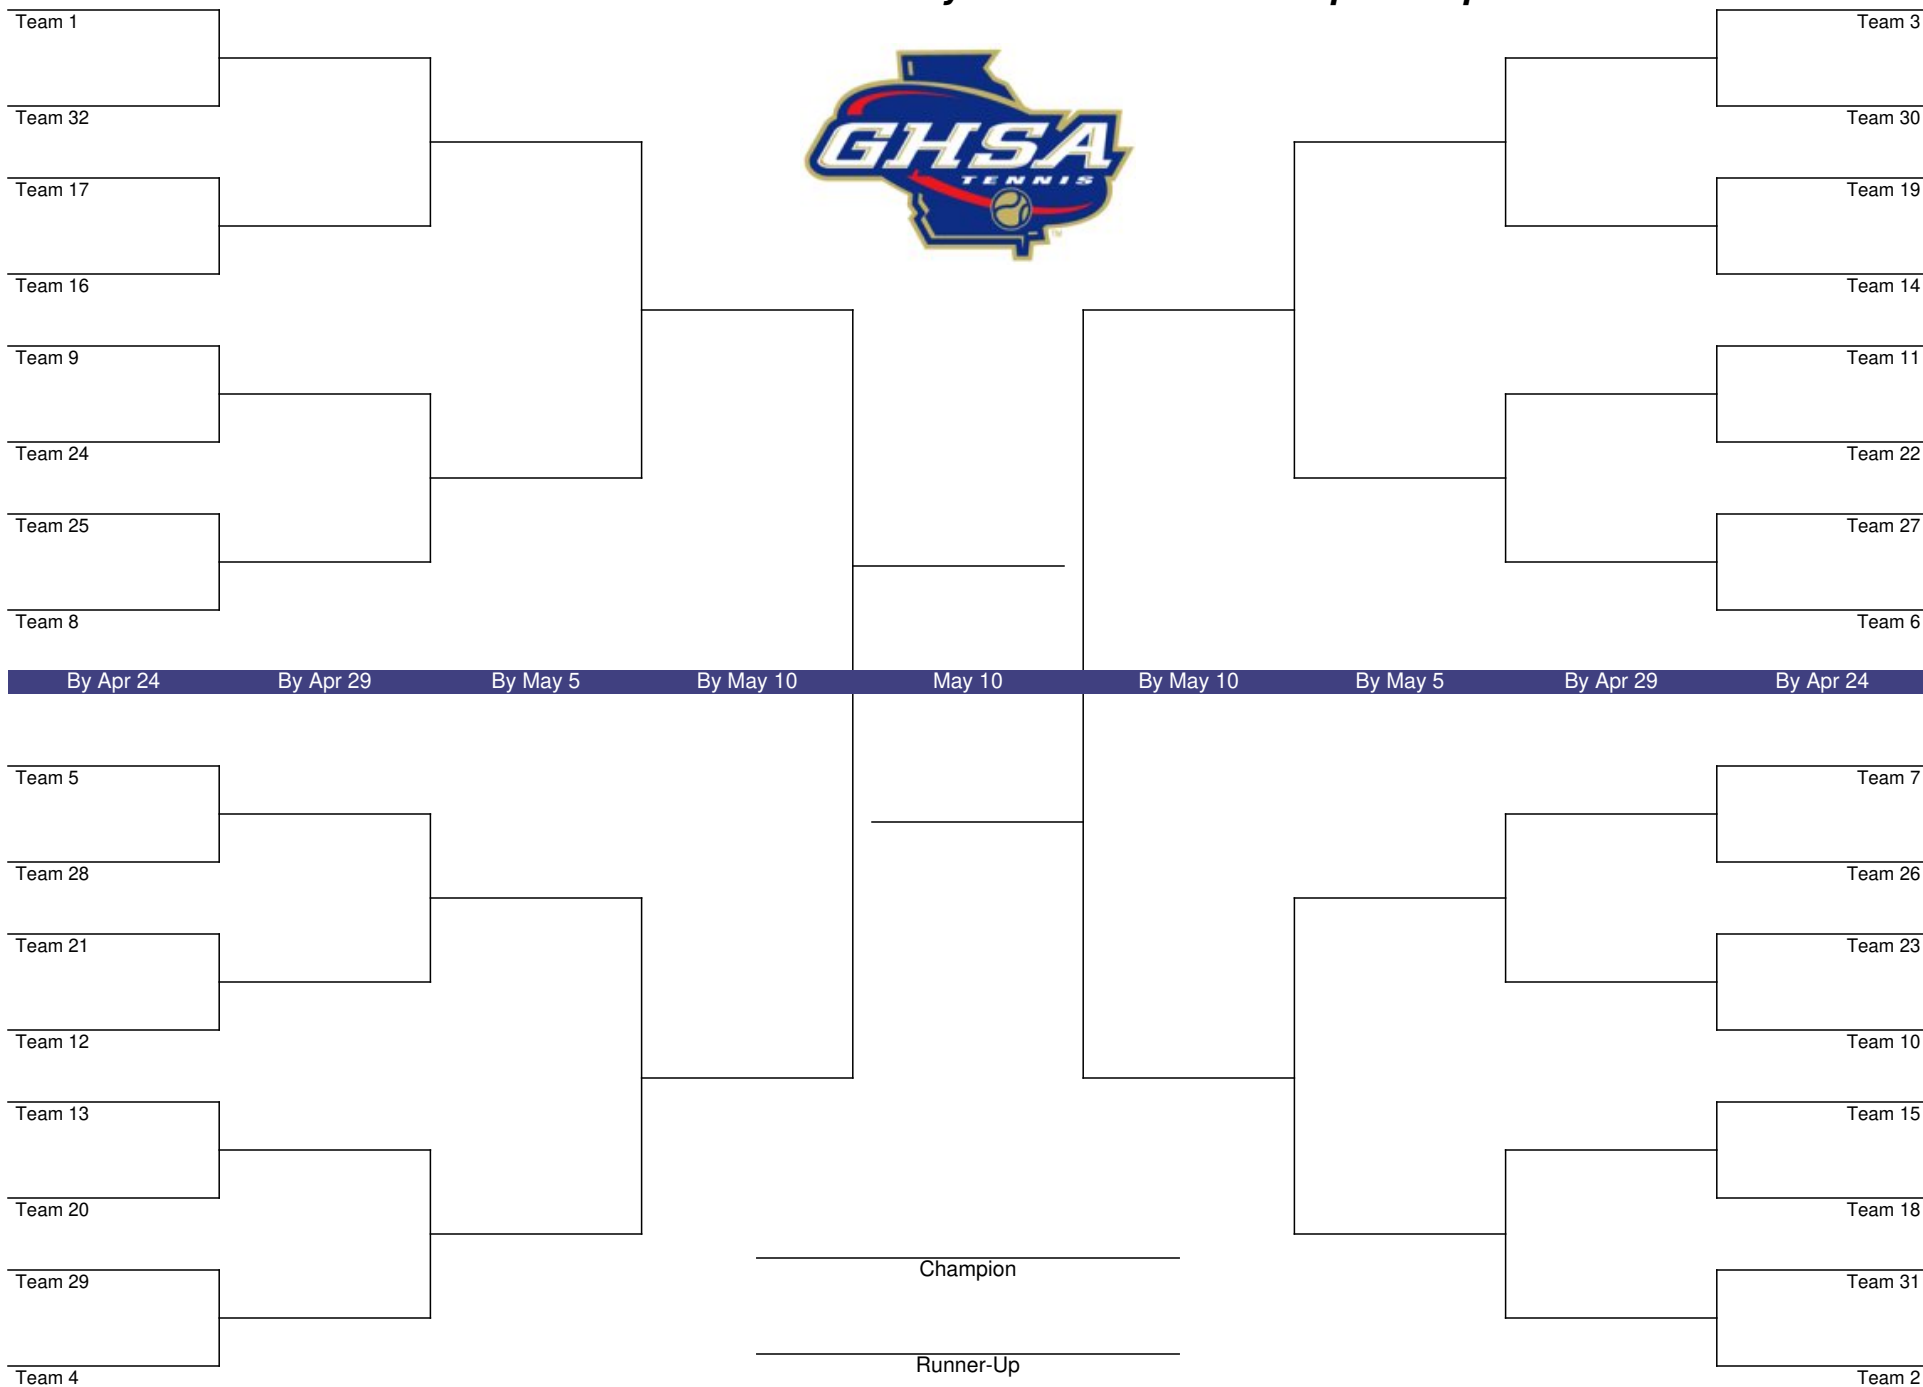 Team 1
Team 3
Team 32
Team 30
Team 17
Team 19
Team 16
Team 14
Team 9
Team 11
Team 24
Team 22
Team 25
Team 27
Team 8
Team 6
GHSA
TENNIS
TM
By Apr 24 By Apr 29 By May 5 By May 10 May 10 By May 10 By May 5 By Apr 29 By Apr 24
Team 5
Team 7
Team 28
Team 26
Team 21
Team 23
Team 12
Team 10
Team 13
Team 15
Team 20
Team 18
Team 29
Team 31
Team 4
Team 2
Champion
Runner-Up